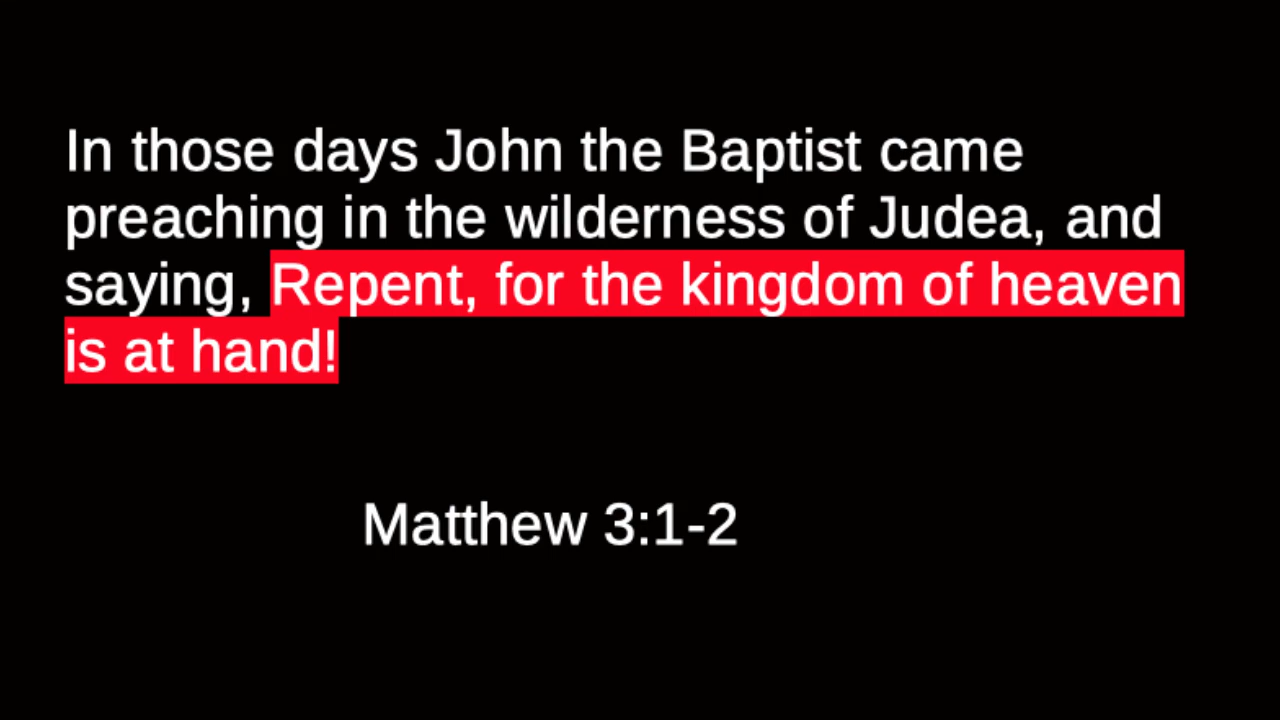 In those days John the Baptist came
preaching in the wilderness of Judea, and
saying, Repent, for the kingdom of heaven
is at hand!
Matthew 3:1-2